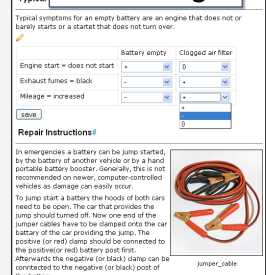 Typical symptoms for an empty battery are an engine that does not or
barely starts or a startet that does not turn over.
Battery empty Clogged air filter
Engine start = does not start + 0
Exhaust fumes = black - +
Mileage = increased - +
+
-
0
save
Repair Instructions#
In emergencies a battery can be jump started,
by the battery of another vehicle or by a hand
portable battery booster. Generally, this is not
recommended on newer, computer-controlled
vehicles as damage can easily occur.
To jump start a battery the hoods of both cars
need to be open. The car that provides the
jump should turned off. Now one end of the
jumper cables have to be clamped onto the car
battary of the car providing the jump. The
positive (or red) clamp should be connected to
the positive(or red) battery post first.
Afterwards the negative (or black) clamp can be
conntected to the negative (or black) post of
jumper_cable